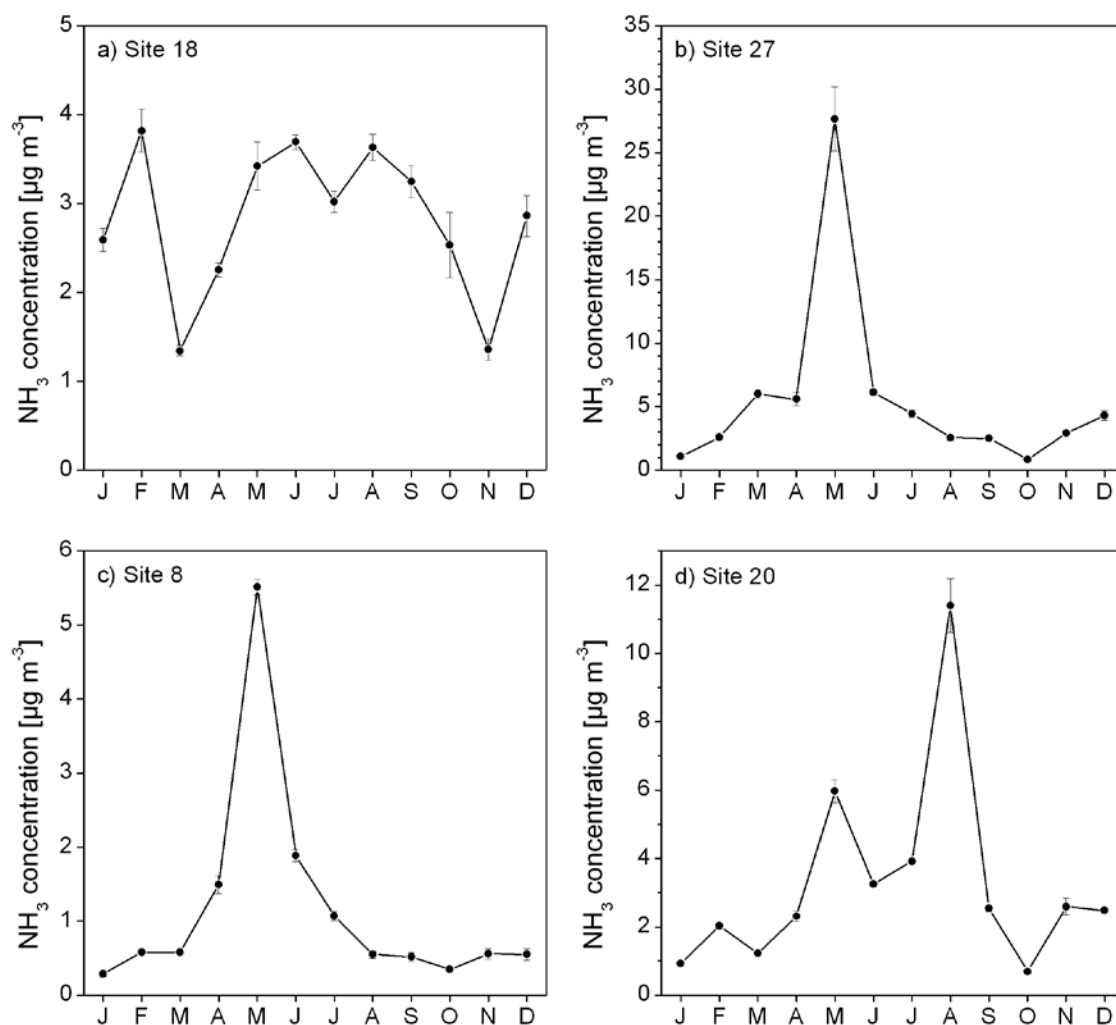 a) Site 18
NH₃ concentration [µg m⁻³]
5
4
3
2
1
0
J F M A M J J A S O N D
b) Site 27
NH₃ concentration [µg m⁻³]
35
30
25
20
15
10
5
0
J F M A M J J A S O N D
c) Site 8
NH₃ concentration [µg m⁻³]
6
5
4
3
2
1
0
J F M A M J J A S O N D
d) Site 20
NH₃ concentration [µg m⁻³]
12
10
8
6
4
2
0
J F M A M J J A S O N D